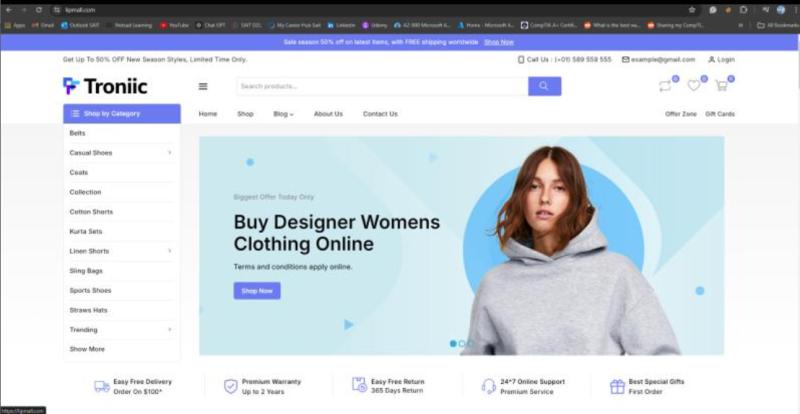 lipmall.com
Apps
Gmail
Outlook SAIT
Reload Learning
YouTube
Chat GPT
SAIT D2L
My Career Hub Sait
LinkedIn
Udemy
AZ-900 Microsoft A...
Home - Microsoft A...
CompTIA A+ Certifi...
What is the best wa...
Sharing my CompTI...
All Bookmarks
Sale season 50% off on latest items, with FREE shipping worldwide Shop Now
Get Up To 50% OFF New Season Styles, Limited Time Only.
Call Us : (+01) 589 559 555
example@gmail.com
Login
Troniic
Search products...
0
0
0
Shop by Category
Home
Shop
Blog
About Us
Contact Us
Offer Zone
Gift Cards
Belts
Casual Shoes
Coats
Collection
Cotton Shorts
Kurta Sets
Linen Shorts
Sling Bags
Sports Shoes
Straws Hats
Trending
Show More
Biggest Offer Today Only
Buy Designer Womens
Clothing Online
Terms and conditions apply online.
Shop Now
Easy Free Delivery
Order On $100*
Premium Warranty
Up to 2 Years
Easy Free Return
365 Days Return
24*7 Online Support
Premium Service
Best Special Gifts
First Order
https://lipmall.com